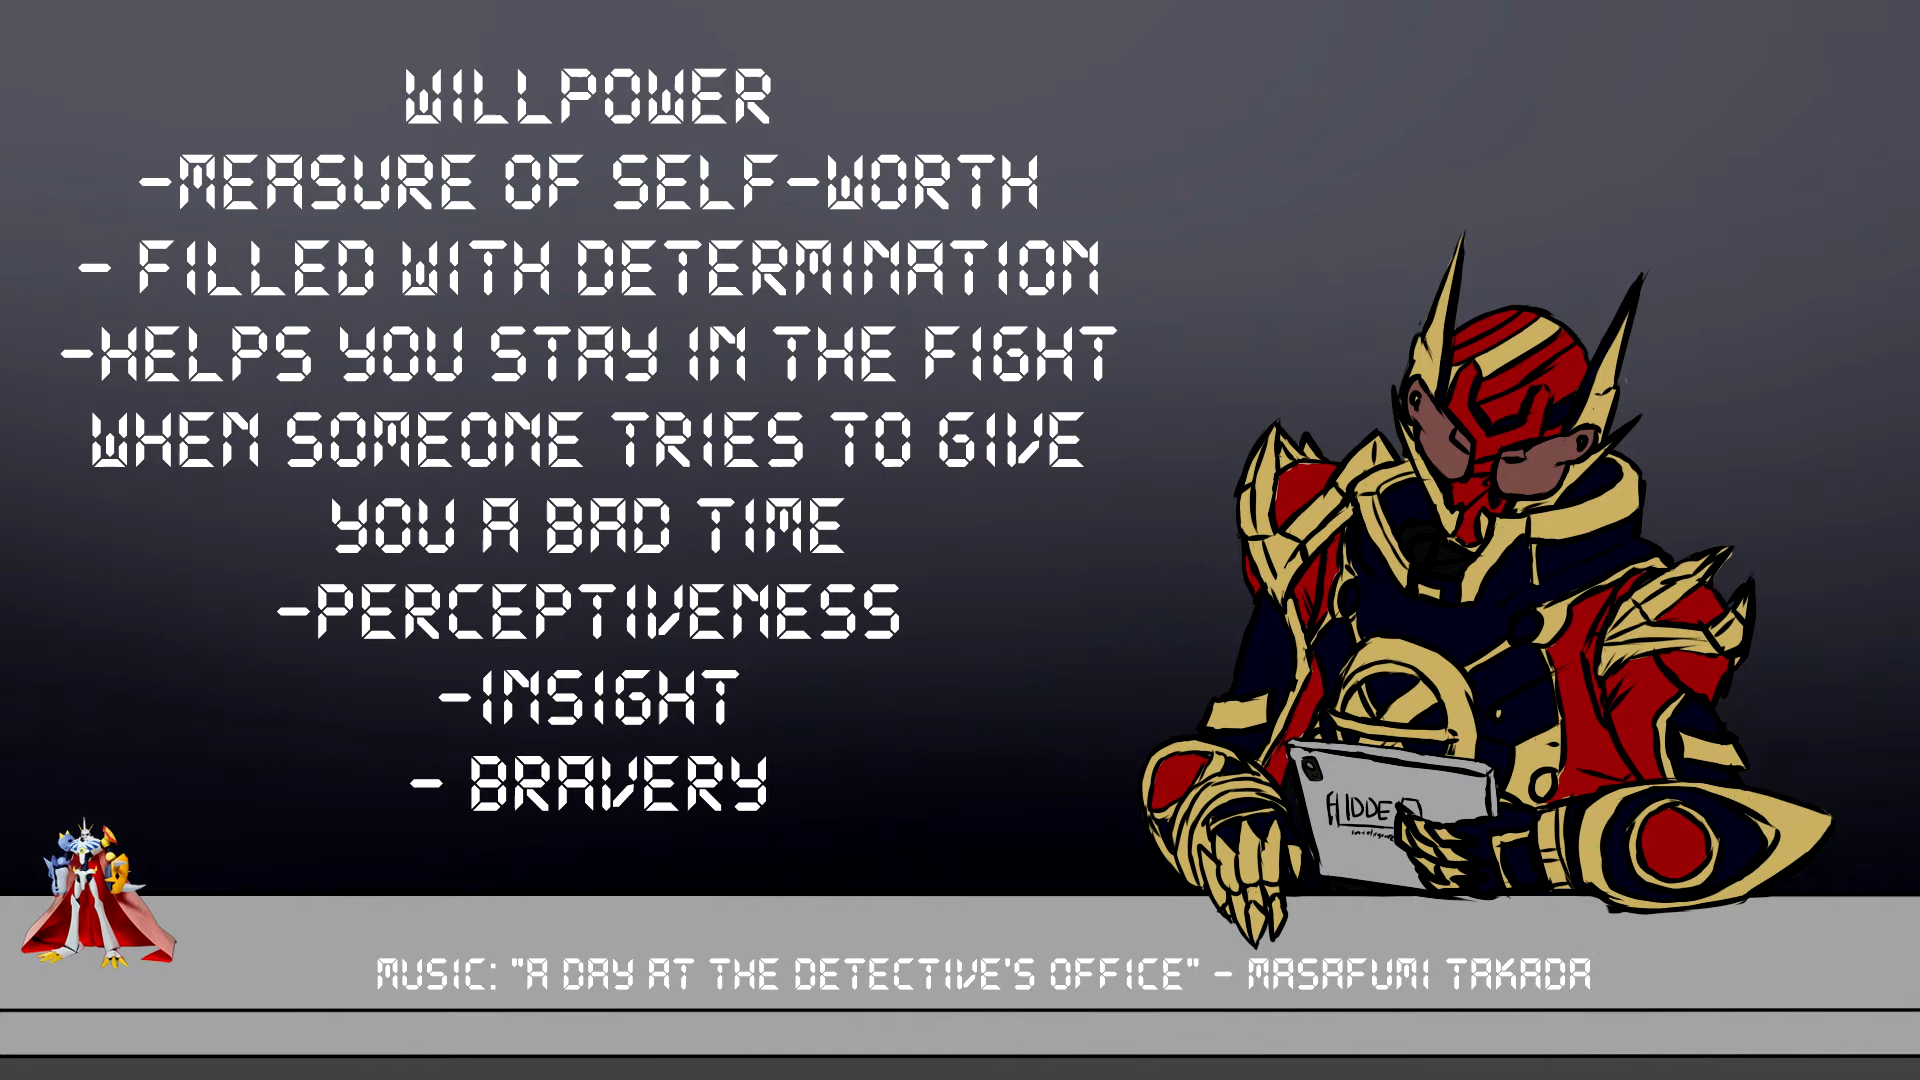 WILLPOWER
-MEASURE OF SELF-WORTH
- FILLED WITH DETERMINATION
-HELPS YOU STAY IN THE FIGHT
WHEN SOMEONE TRIES TO GIVE
YOU A BAD TIME
-PERCEPTIVENESS
-INSIGHT
- BRAVERY
MUSIC: "A DAY AT THE DETECTIVE'S OFFICE" - MASAFUMI TAKADA